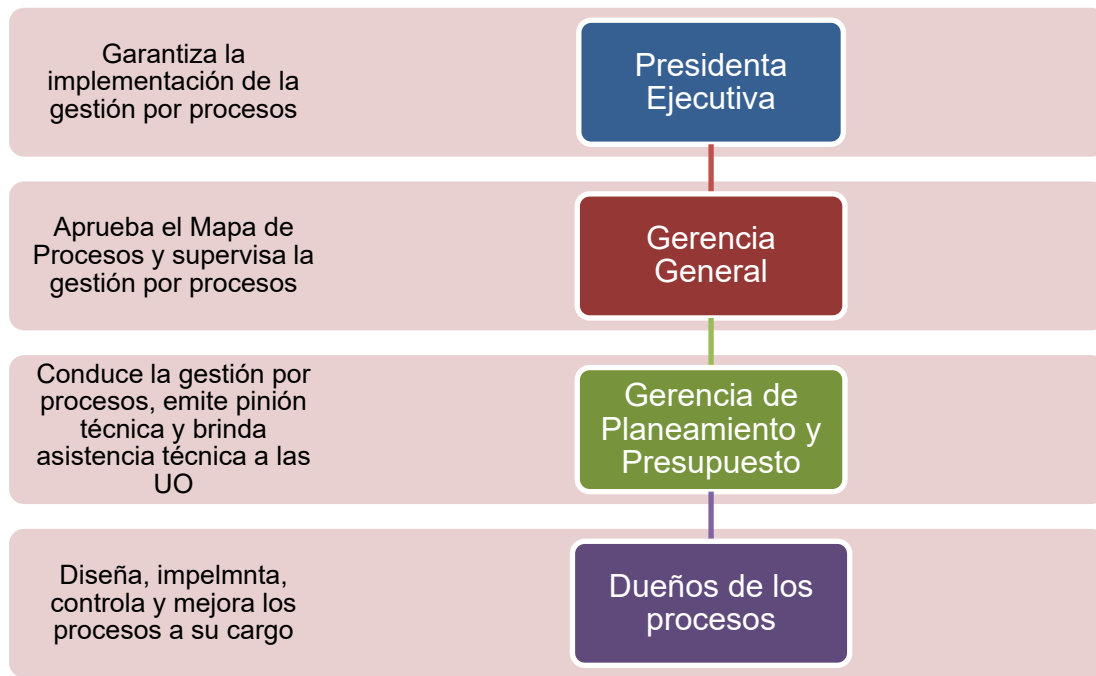 Garantiza la
implementación de la
gestión por procesos
Presidenta
Ejecutiva
Aprueba el Mapa de
Procesos y supervisa la
gestión por procesos
Gerencia
General
Conduce la gestión por
procesos, emite pinión
técnica y brinda
asistencia técnica a las
UO
Gerencia de
Planeamiento y
Presupuesto
Diseña, impelmnta,
controla y mejora los
procesos a su cargo
Dueños de los
procesos